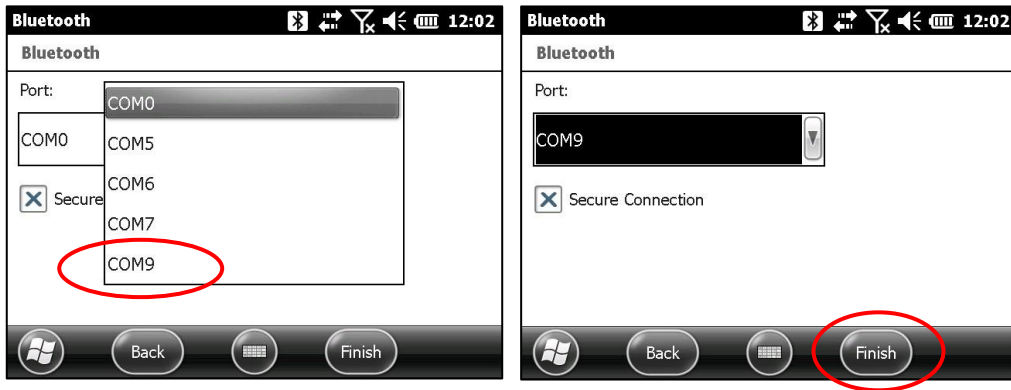 Bluetooth 12:02
Bluetooth
Port:
COM0
COM0
COM5
COM6
Secure
COM7
COM9
Back Finish
Bluetooth 12:02
Bluetooth
Port:
COM9
Secure Connection
Back Finish